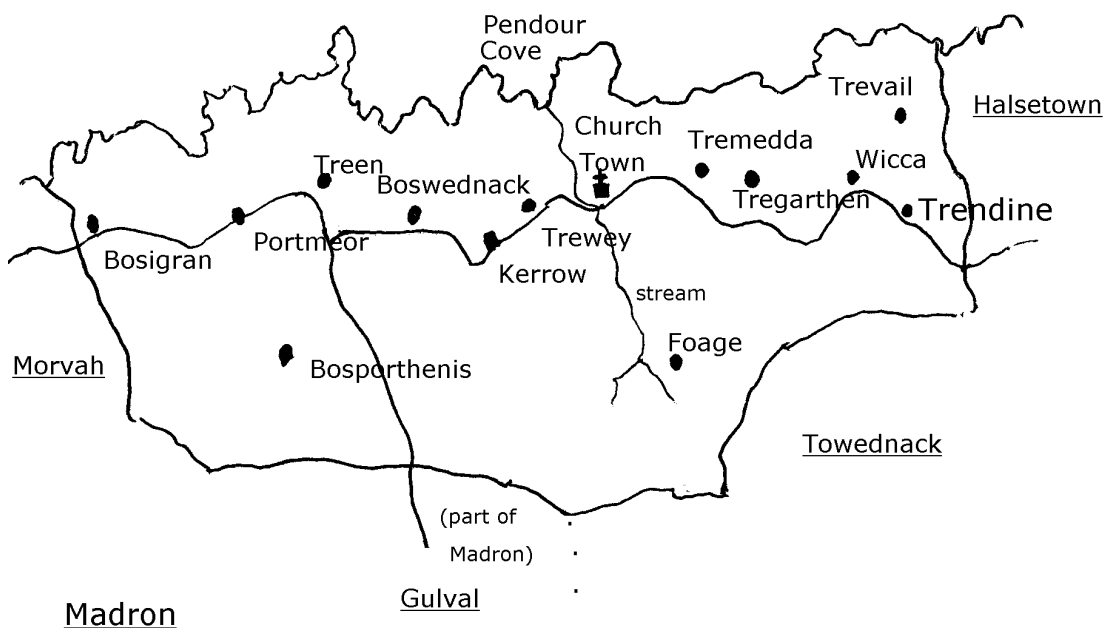 Pendour
Cove
Trevail
Halsetown
Church
Town
Tremedda
Wicca
Treen
Boswednack
Tregarthen
Trendine
Portmeor
Trewey
Bosigran
Kerrow
stream
Foage
Morvah
Bosporthenis
Towednack
(part of
Madron)
Gulval
Madron